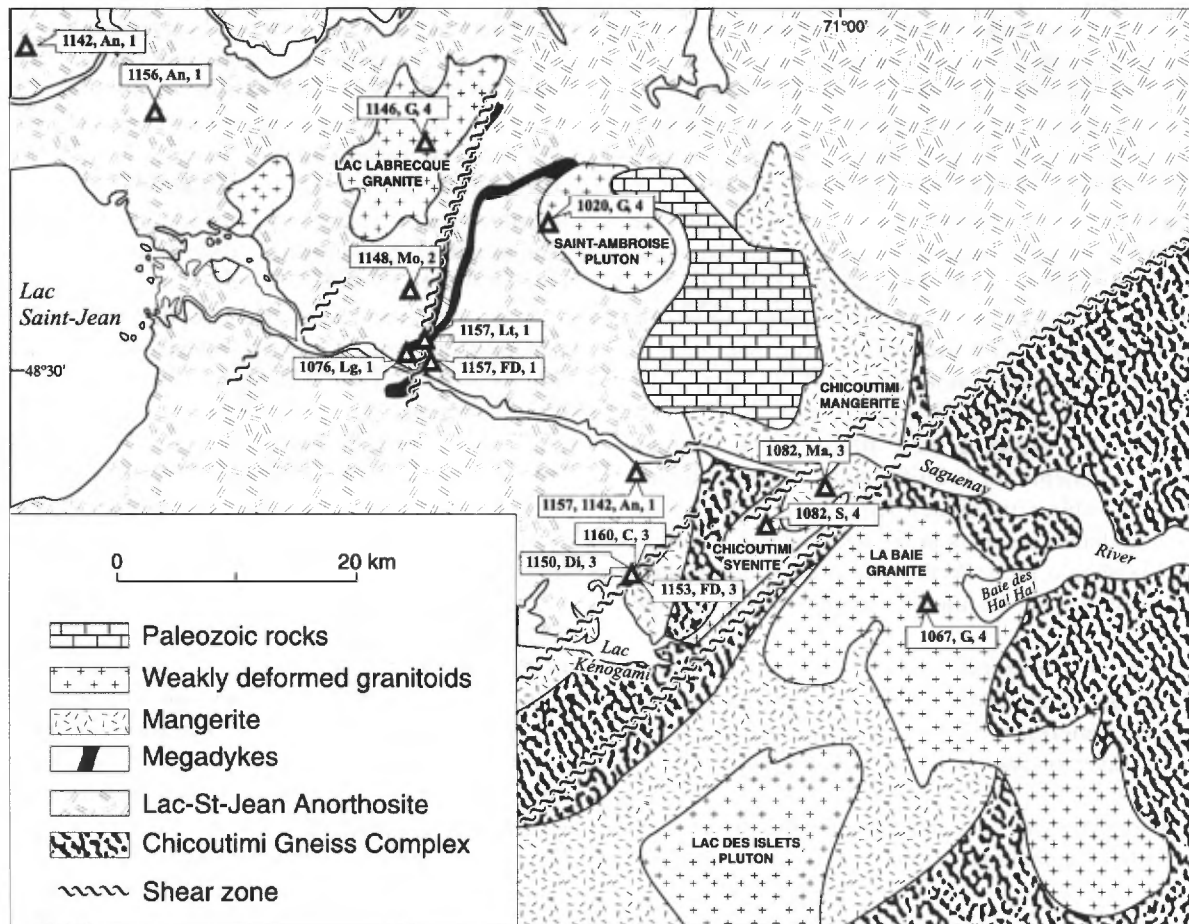 71°00'
1142, An, 1
1156, An, 1
1146, G, 4
LAC LABRECQUE
GRANITE
1020, G, 4
SAINT-AMBROISE
PLUTON
1148, Mo, 2
Lac
Saint-Jean
1157, Lt, 1
1076, Lg, 1
1157, FD, 1
48°30'
CHICOUTIMI
MANGERITE
1082, Ma, 3
Saguenay
1157, 1142, An, 1
1082, S, 4
1160, C, 3
CHICOUTIMI
SYENITE
LA BAIE
GRANITE
River
1150, Di, 3
1153, FD, 3
Baie des
Ha! Ha!
1067, G, 4
Lac
Kénogami
LAC DES ISLETS
PLUTON
0 20 km
Paleozoic rocks
Weakly deformed granitoids
Mangerite
Megadykes
Lac-St-Jean Anorthosite
Chicoutimi Gneiss Complex
Shear zone